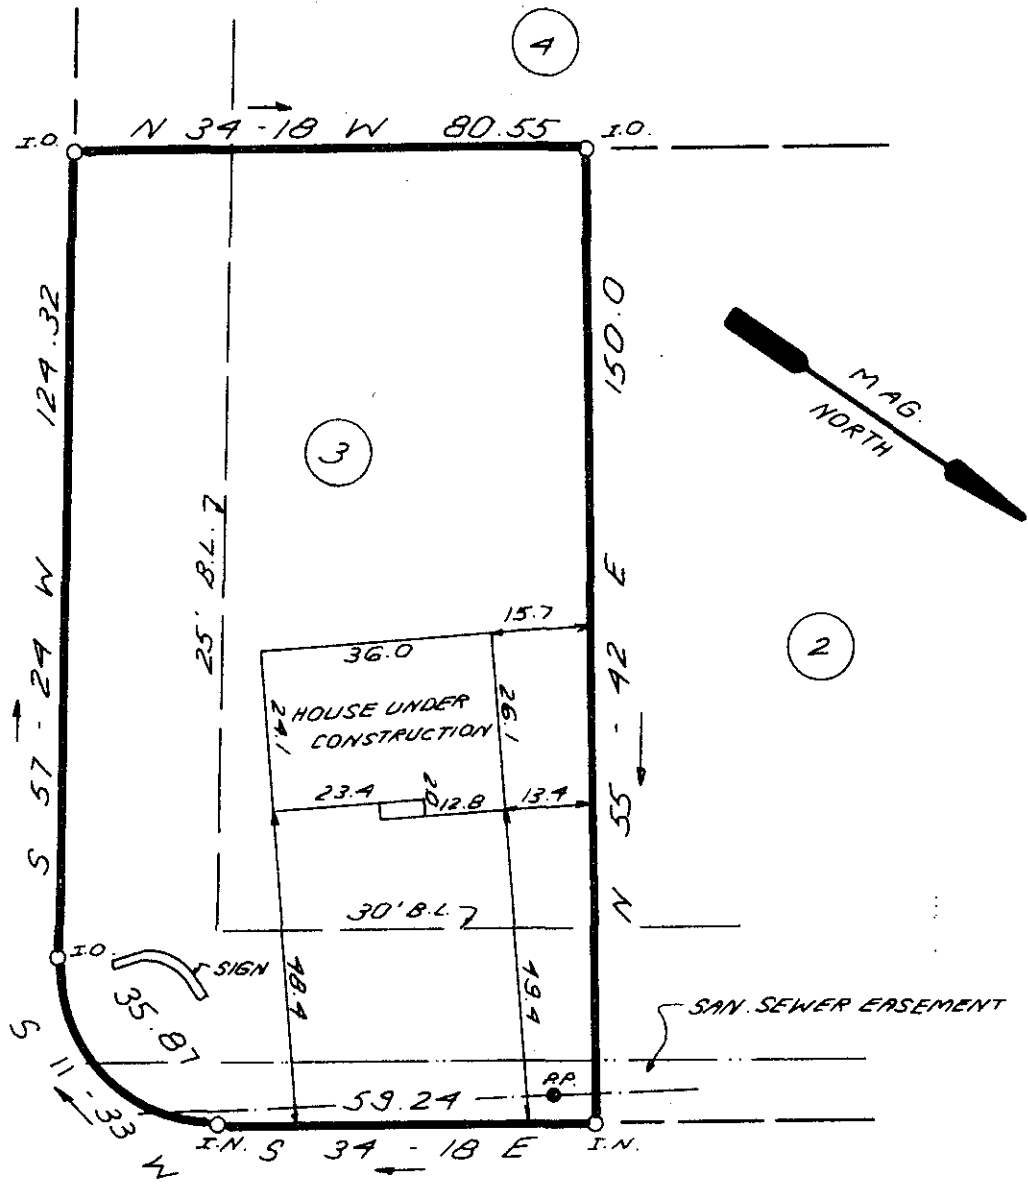 4
N 34-18 W 80.55
I.O.
I.O.
124.32
150.0
MAG.
NORTH
3
25' B.L.
S 57-24 W
N 55-42 E
15.7
36.0
2
24.1
HOUSE UNDER
CONSTRUCTION
26.1
23.4
2.0
12.8
13.4
30' B.L.
I.O.
SIGN
35.87
48.4
49.4
SAN. SEWER EASEMENT
S 11-33 W
P.P.
59.24
I.N.
S 34-18 E
I.N.